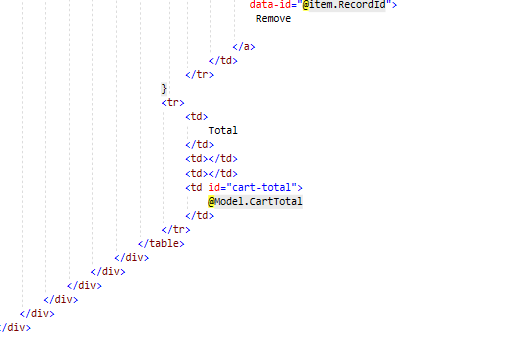 data-id="@item.RecordId">
Remove
</a>
</td>
</tr>
}
<tr>
<td>
Total
</td>
<td></td>
<td></td>
<td id="cart-total">
@Model.CartTotal
</td>
</tr>
</table>
</div>
</div>
</div>
</div>
</div>
</div>